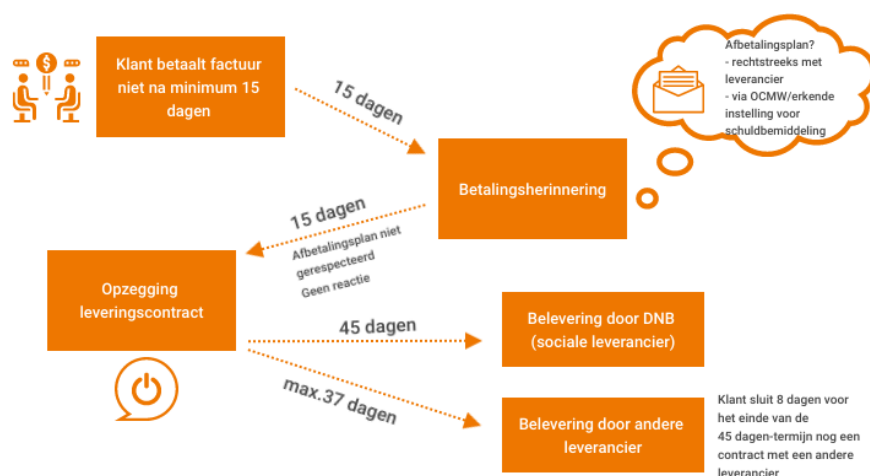 Klant betaalt factuur
niet na minimum 15
dagen
15 dagen
Afbetalingsplan?
- rechtstreeks met
leverancier
- via OCMW/erkende
instelling voor
schuldbemiddeling
Betalingsherinnering
15 dagen
Afbetalingsplan niet
gerespecteerd
Geen reactie
Opzegging
leveringscontract
45 dagen
Belevering door DNB
(sociale leverancier)
max.37 dagen
Belevering door andere
leverancier
Klant sluit 8 dagen voor
het einde van de
45 dagen-termijn nog een
contract met een andere
leverancier